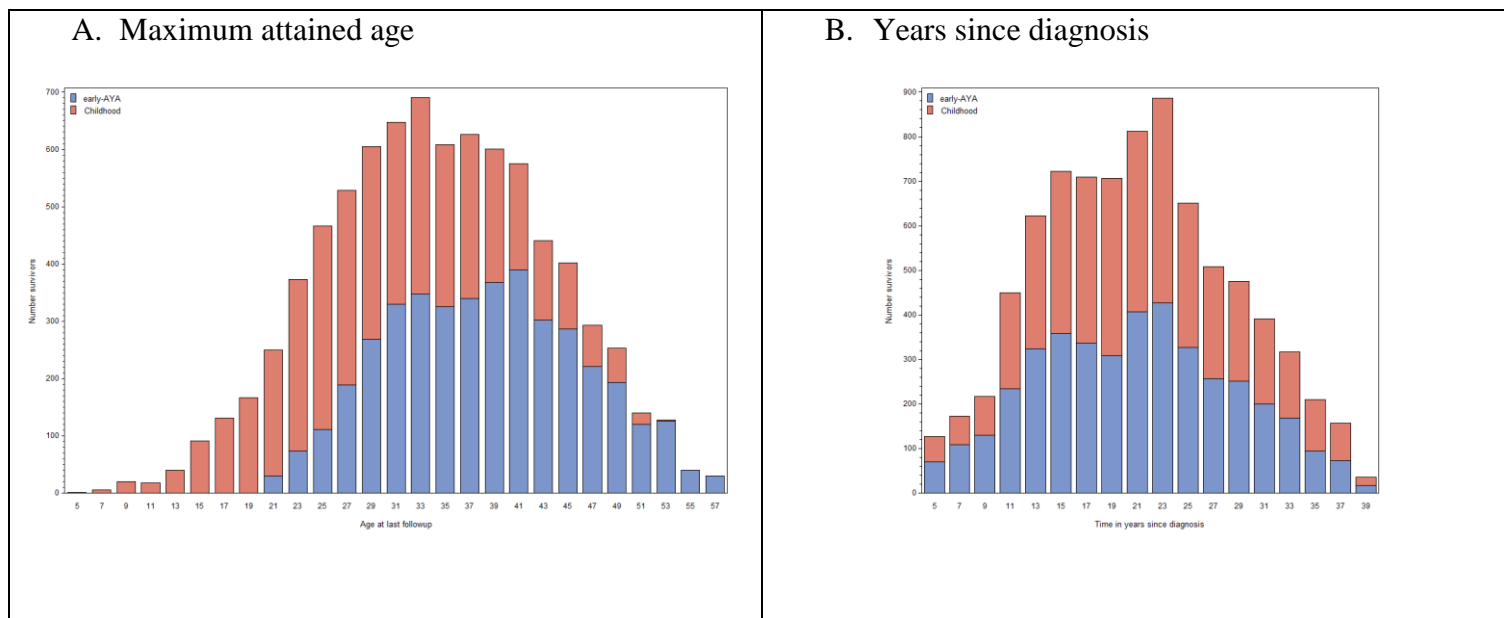 A. Maximum attained age
early-AYA
Childhood
700
600
500
400
300
200
100
0
Number survivors
5 7 9 11 13 15 17 19 21 23 25 27 29 31 33 35 37 39 41 43 45 47 49 51 53 55 57
Age at last followup
B. Years since diagnosis
early-AYA
Childhood
900
800
700
600
500
400
300
200
100
0
Number survivors
5 7 9 11 13 15 17 19 21 23 25 27 29 31 33 35 37 39
Time in years since diagnosis